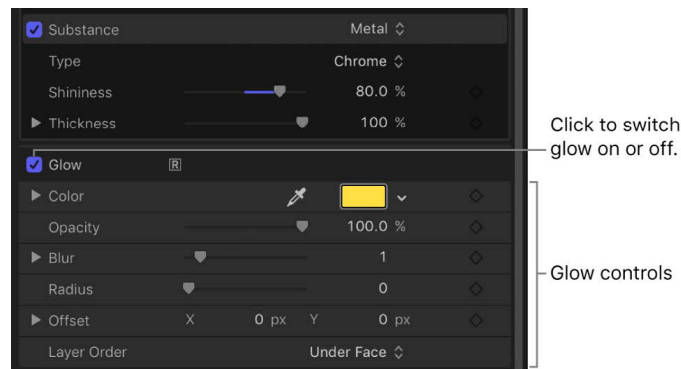 Substance Metal
Type Chrome
Shininess 80.0 %
Thickness 100 %
Click to switch
glow on or off.
Glow R
Color
Opacity 100.0 %
Blur 1
Glow controls
Radius 0
Offset X 0 px Y 0 px
Layer Order Under Face